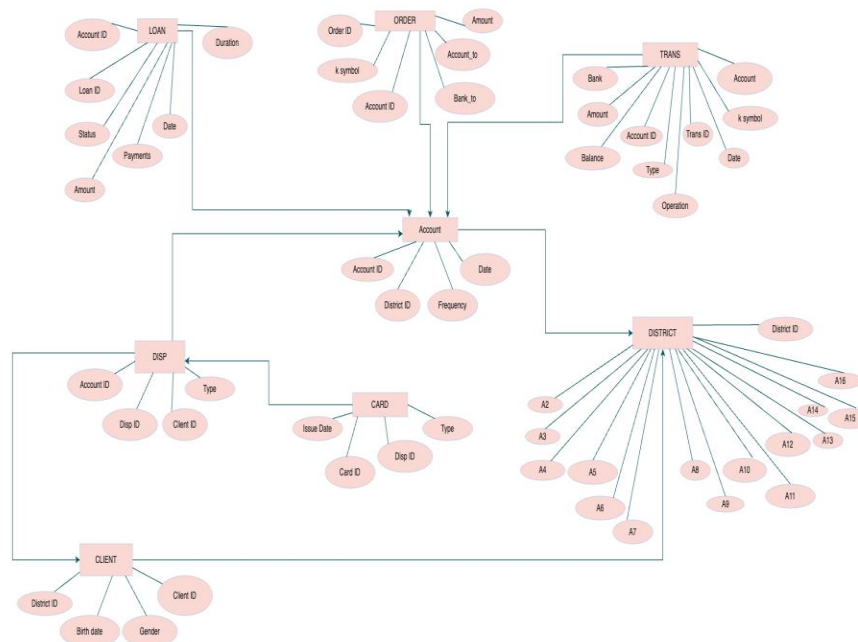 LOAN
Account ID
Duration
Loan ID
Status
Date
Payments
Amount
ORDER
Order ID
Amount
k symbol
Account_to
Account ID
Bank_to
TRANS
Bank
Account
Amount
k symbol
Account ID
Trans ID
Balance
Type
Date
Operation
Account
Account ID
Date
District ID
Frequency
DISP
Account ID
Type
Disp ID
Client ID
CARD
Issue Date
Type
Card ID
Disp ID
DISTRICT
District ID
A2
A3
A4
A5
A6
A7
A8
A9
A10
A11
A12
A13
A14
A15
A16
CLIENT
District ID
Client ID
Birth date
Gender